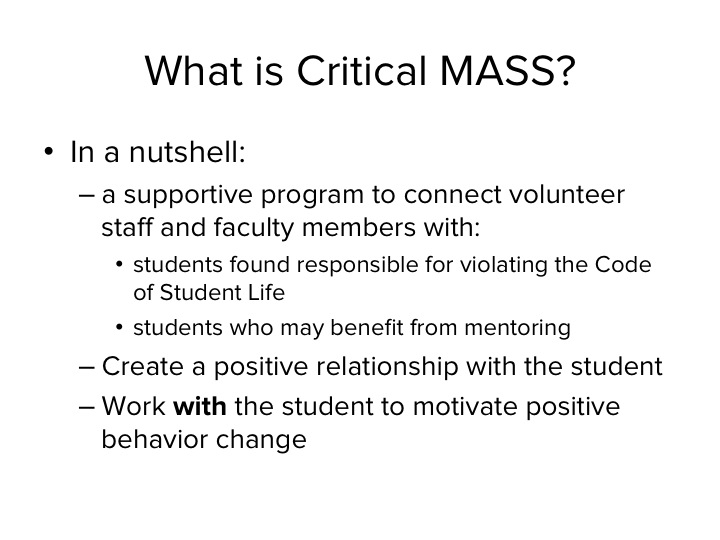 What is Critical MASS?
• In a nutshell:
– a supportive program to connect volunteer
staff and faculty members with:
• students found responsible for violating the Code
of Student Life
• students who may benefit from mentoring
– Create a positive relationship with the student
– Work with the student to motivate positive
behavior change